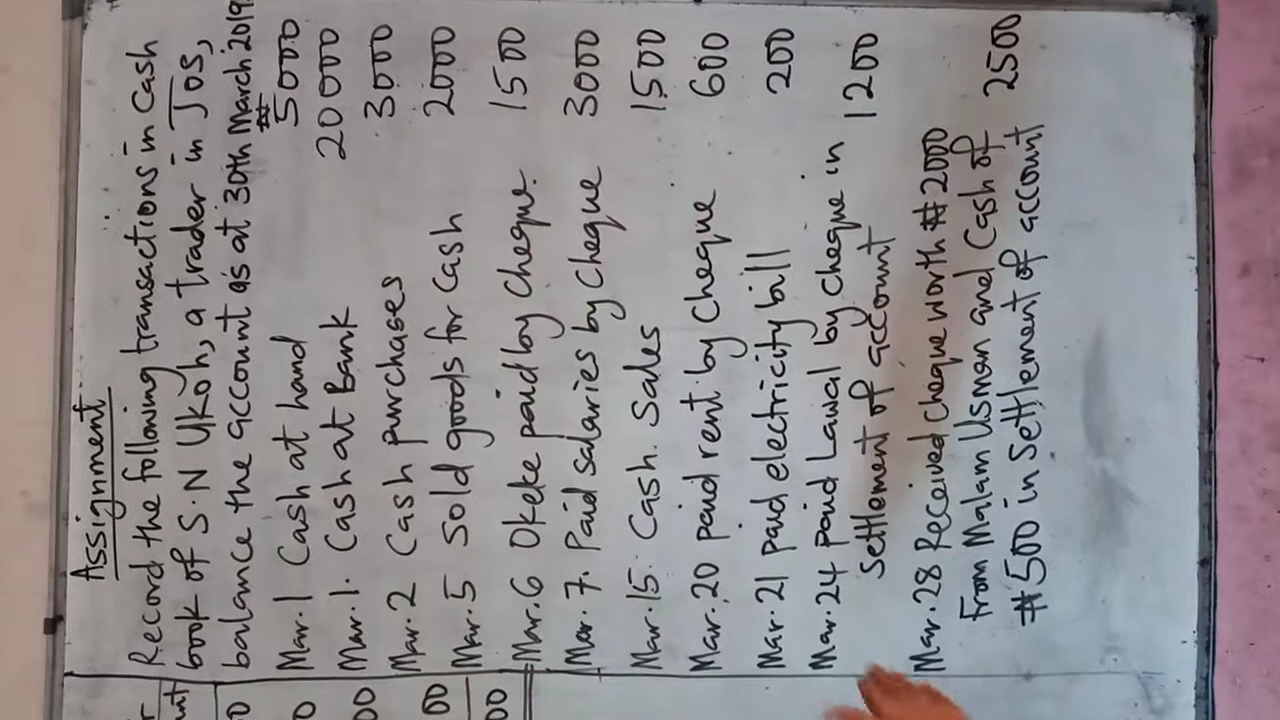 Assignment
Record the following transactions in Cash
book of S.N Ukoh, a trader in JOS,
balance the account as at 30th March 2019.
#
Mar. 1 Cash at hand 5000
Mar. 1. Cash at Bank 20000
Mar. 2 Cash purchases 3000
Mar. 5 Sold goods for cash 2000
Mar. 6 Okeke paid by cheque. 1500
Mar. 7. Paid salaries by cheque 3000
Mar. 15. Cash. Sales 1500
Mar. 20 paid rent by cheque 600
Mar. 21 paid electricity bill 200
Mar. 24 paid Lawal by cheque in
Settlement of account 1200
Mar. 28 Received cheque worth #2000
from Malam Usman and Cash of
#500 in Settlement of account 2500